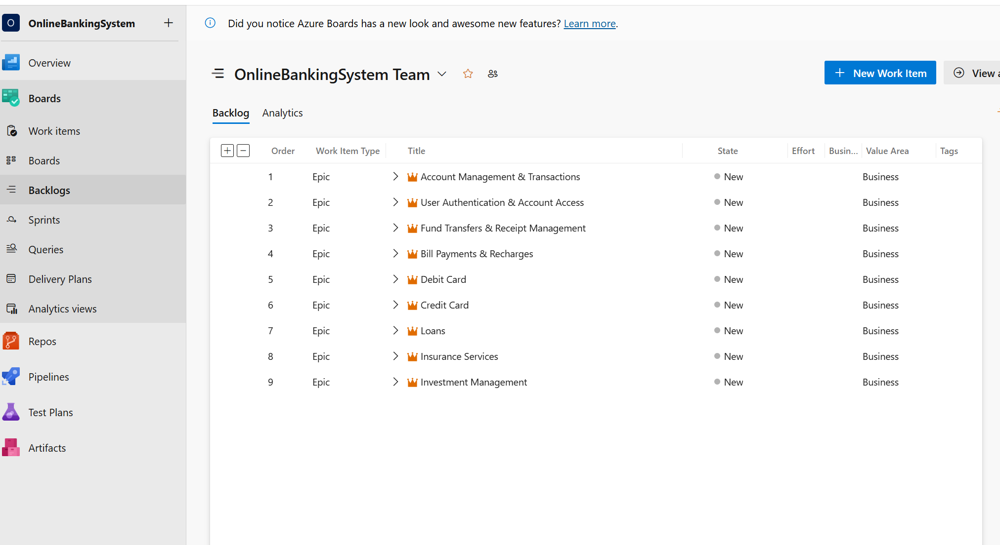 O OnlineBankingSystem +
Overview
Boards
Work items
Boards
Backlogs
Sprints
Queries
Delivery Plans
Analytics views
Repos
Pipelines
Test Plans
Artifacts
Did you notice Azure Boards has a new look and awesome new features? Learn more.
OnlineBankingSystem Team
+ New Work Item
View
Backlog Analytics
Order Work Item Type Title State Effort Busin... Value Area Tags
1 Epic Account Management & Transactions New Business
2 Epic User Authentication & Account Access New Business
3 Epic Fund Transfers & Receipt Management New Business
4 Epic Bill Payments & Recharges New Business
5 Epic Debit Card New Business
6 Epic Credit Card New Business
7 Epic Loans New Business
8 Epic Insurance Services New Business
9 Epic Investment Management New Business